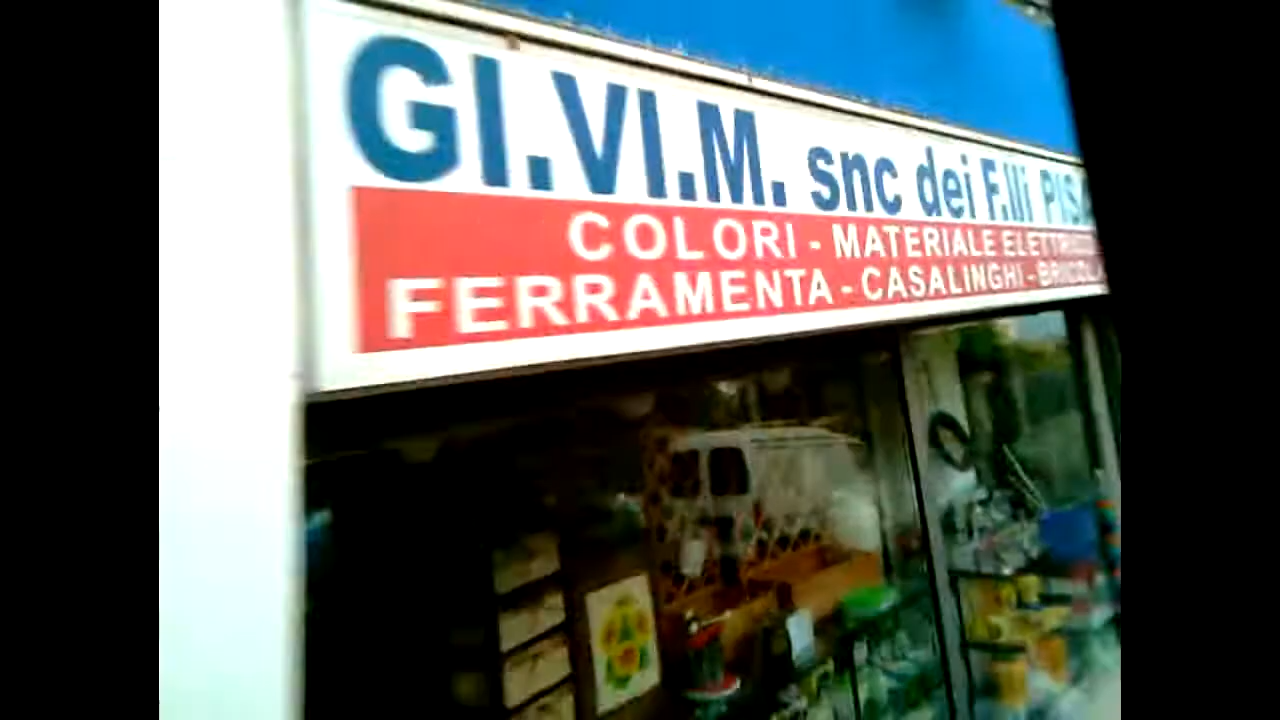 GI.VI.M. snc dei F.lli
COLORI - MATERIALE
FERRAMENTA - CASALINGHI -